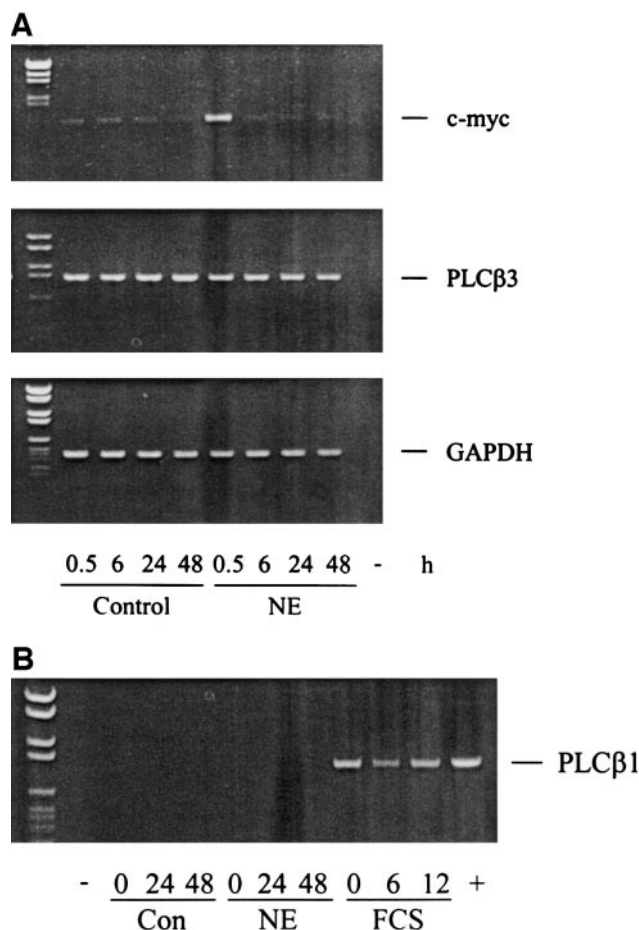 A
c-myc
PLCβ3
GAPDH
0.5 6 24 48 0.5 6 24 48 - h
Control NE
B
PLCβ1
- 0 24 48 0 24 48 0 6 12 +
Con NE FCS